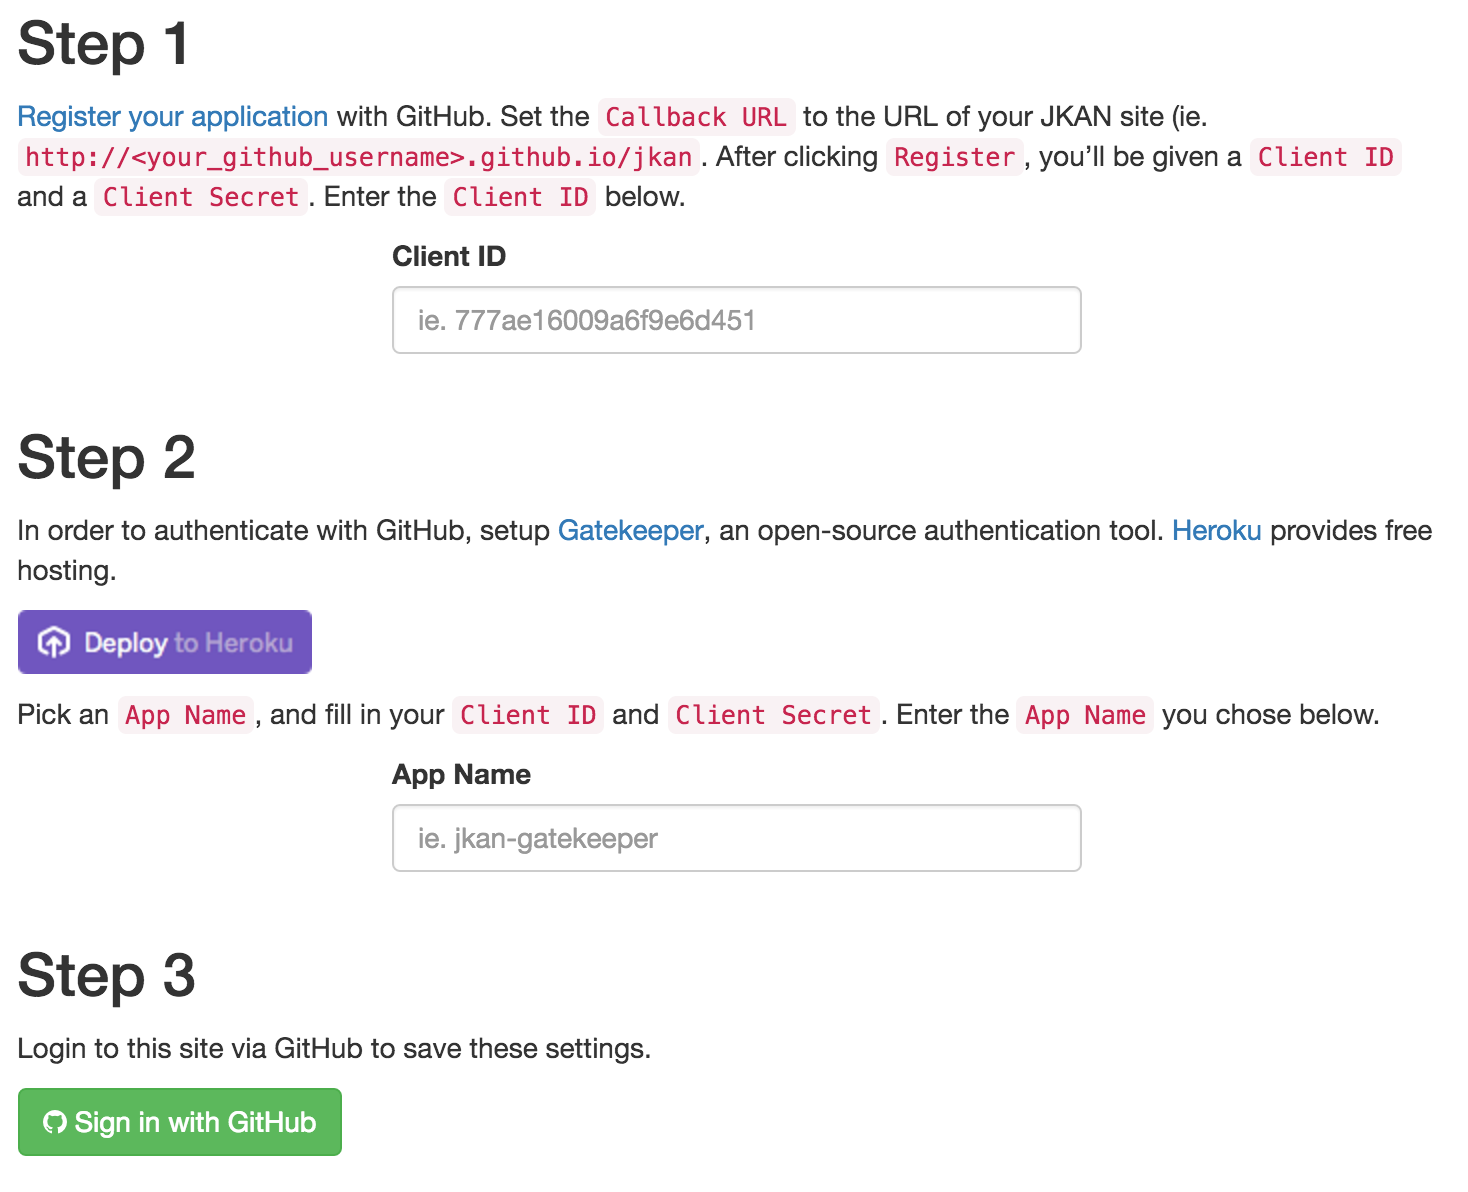 Step 1
Register your application with GitHub. Set the Callback URL to the URL of your JKAN site (ie.
http://<your_github_username>.github.io/jkan. After clicking Register, you’ll be given a Client ID
and a Client Secret. Enter the Client ID below.
Client ID
ie. 777ae16009a6f9e6d451
Step 2
In order to authenticate with GitHub, setup Gatekeeper, an open-source authentication tool. Heroku provides free
hosting.
Deploy to Heroku
Pick an App Name, and fill in your Client ID and Client Secret. Enter the App Name you chose below.
App Name
ie. jkan-gatekeeper
Step 3
Login to this site via GitHub to save these settings.
Sign in with GitHub